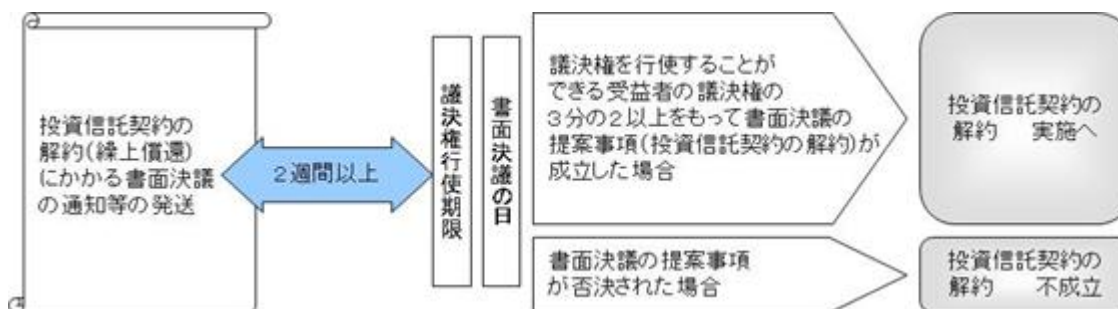 投資信託契約の
解約(繰上償還)
にかかる書面決議
の通知等の発送
2週間以上
議決権行使期限
書面決議の日
議決権を行使することが
できる受益者の議決権の
3分の2以上をもって書面決議の
提案事項(投資信託契約の解約)が
成立した場合
投資信託契約の
解約 実施へ
書面決議の提案事項
が否決された場合
投資信託契約の
解約 不成立